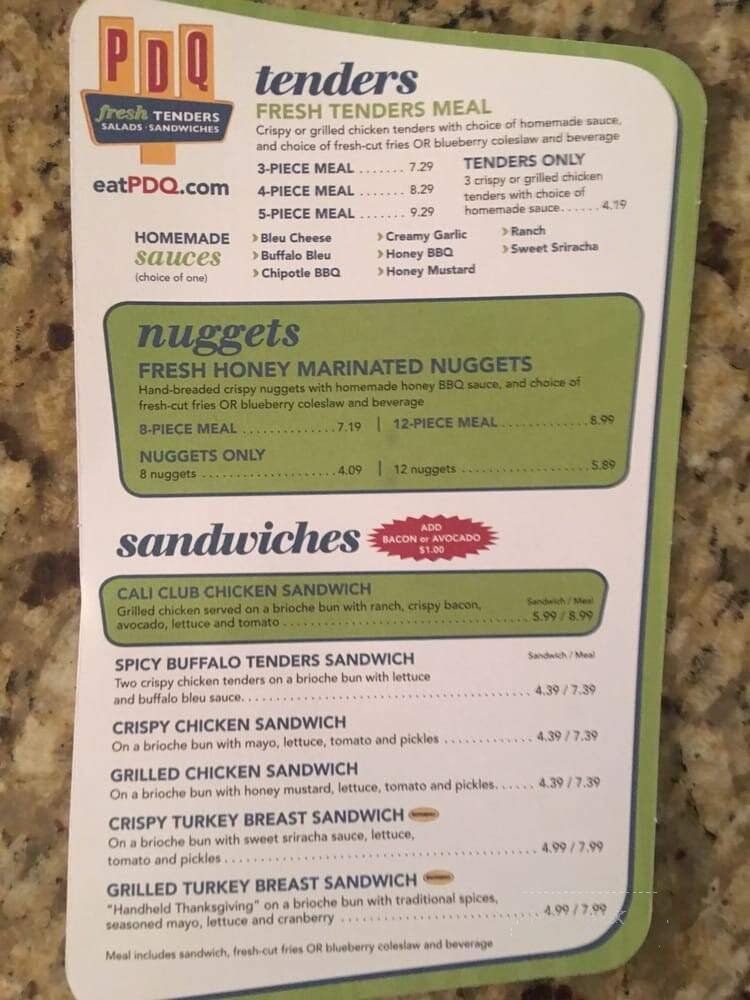 PDQ
fresh TENDERS
SALADS · SANDWICHES
eatPDQ.com
tenders
FRESH TENDERS MEAL
Crispy or grilled chicken tenders with choice of homemade sauce,
and choice of fresh-cut fries OR blueberry coleslaw and beverage
3-PIECE MEAL ....... 7.29
4-PIECE MEAL ....... 8.29
5-PIECE MEAL ....... 9.29
TENDERS ONLY
3 crispy or grilled chicken
tenders with choice of
homemade sauce...... 4.19
HOMEMADE
sauces
(choice of one)
> Bleu Cheese
> Buffalo Bleu
> Chipotle BBQ
> Creamy Garlic
> Honey BBQ
> Honey Mustard
> Ranch
> Sweet Sriracha
nuggets
FRESH HONEY MARINATED NUGGETS
Hand-breaded crispy nuggets with homemade honey BBQ sauce, and choice of
fresh-cut fries OR blueberry coleslaw and beverage
8-PIECE MEAL ..............7.19 | 12-PIECE MEAL.............8.99
NUGGETS ONLY
8 nuggets ....................4.09 | 12 nuggets ....................5.89
sandwiches
ADD
BACON or AVOCADO
$1.00
CALI CLUB CHICKEN SANDWICH
Sandwich / Meal
Grilled chicken served on a brioche bun with ranch, crispy bacon,
avocado, lettuce and tomato .................................... 5.99 / 8.99
SPICY BUFFALO TENDERS SANDWICH
Sandwich / Meal
Two crispy chicken tenders on a brioche bun with lettuce
and buffalo bleu sauce.......................................... 4.39 / 7.39
CRISPY CHICKEN SANDWICH
On a brioche bun with mayo, lettuce, tomato and pickles ............. 4.39 / 7.39
GRILLED CHICKEN SANDWICH
On a brioche bun with honey mustard, lettuce, tomato and pickles...... 4.39 / 7.39
CRISPY TURKEY BREAST SANDWICH
On a brioche bun with sweet sriracha sauce, lettuce,
tomato and pickles ............................................. 4.99 / 7.99
GRILLED TURKEY BREAST SANDWICH
"Handheld Thanksgiving" on a brioche bun with traditional spices,
seasoned mayo, lettuce and cranberry ............................ 4.99 / 7.99
Meal includes sandwich, fresh-cut fries OR blueberry coleslaw and beverage